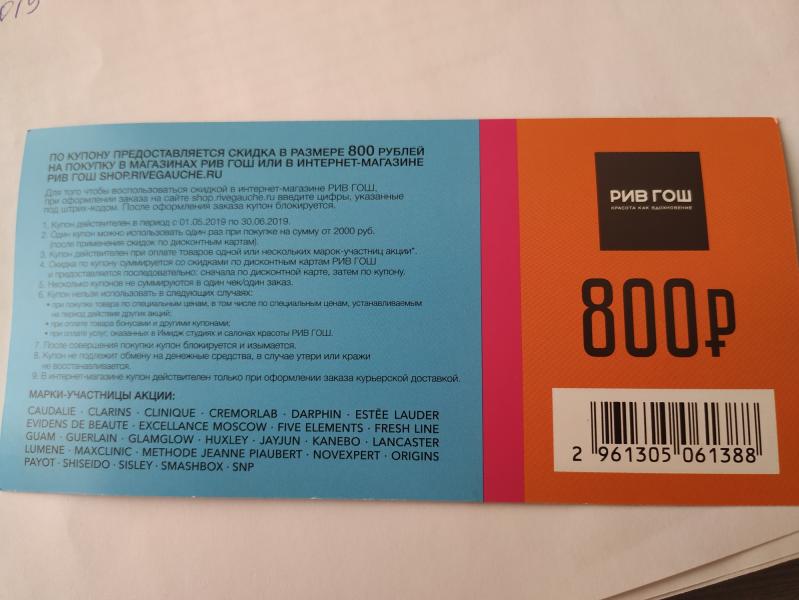 ПО КУПОНУ ПРЕДОСТАВЛЯЕТСЯ СКИДКА В РАЗМЕРЕ 800 РУБЛЕЙ
НА ПОКУПКУ В МАГАЗИНАХ РИВ ГОШ ИЛИ В ИНТЕРНЕТ-МАГАЗИНЕ
РИВ ГОШ SHOP.RIVEGAUCHE.RU
Для того чтобы воспользоваться скидкой в интернет-магазине РИВ ГОШ,
при оформлении заказа на сайте shop.rivegauche.ru введите цифры, указанные
под штрих-кодом. После оформления заказа купон блокируется.
1. Купон действителен в период с 01.05.2019 по 30.06.2019.
2. Один купон можно использовать один раз при покупке на сумму от 2000 руб.
(после применения скидок по дисконтным картам).
3. Купон действителен при оплате товаров одной или нескольких марок-участниц акции*.
4. Скидка по купону суммируется со скидками по дисконтным картам РИВ ГОШ
и предоставляется последовательно: сначала по дисконтной карте, затем по купону.
5. Несколько купонов не суммируются в один чек/один заказ.
6. Купон нельзя использовать в следующих случаях:
• при покупке товара по специальным ценам, в том числе по специальным ценам, устанавливаемым
на период действия других акций;
• при оплате товара бонусами и другими купонами;
• при оплате услуг, оказанных в Имидж студиях и салонах красоты РИВ ГОШ.
7. После совершения покупки купон блокируется и изымается.
8. Купон не подлежит обмену на денежные средства, в случае утери или кражи
не восстанавливается.
9. В интернет-магазине купон действителен только при оформлении заказа курьерской доставкой.
МАРКИ-УЧАСТНИЦЫ АКЦИИ:
CAUDALIE · CLARINS · CLINIQUE · CREMORLAB · DARPHIN · ESTÉE LAUDER
EVIDENS DE BEAUTE · EXCELLANCE MOSCOW · FIVE ELEMENTS · FRESH LINE
GUAM · GUERLAIN · GLAMGLOW · HUXLEY · JAYJUN · KANEBO · LANCASTER
LUMENE · MAXCLINIC · METHODE JEANNE PIAUBERT · NOVEXPERT · ORIGINS
PAYOT · SHISEIDO · SISLEY · SMASHBOX · SNP
РИВ ГОШ
КРАСОТА КАК ВДОХНОВЕНИЕ
800₽
2 961305 061388